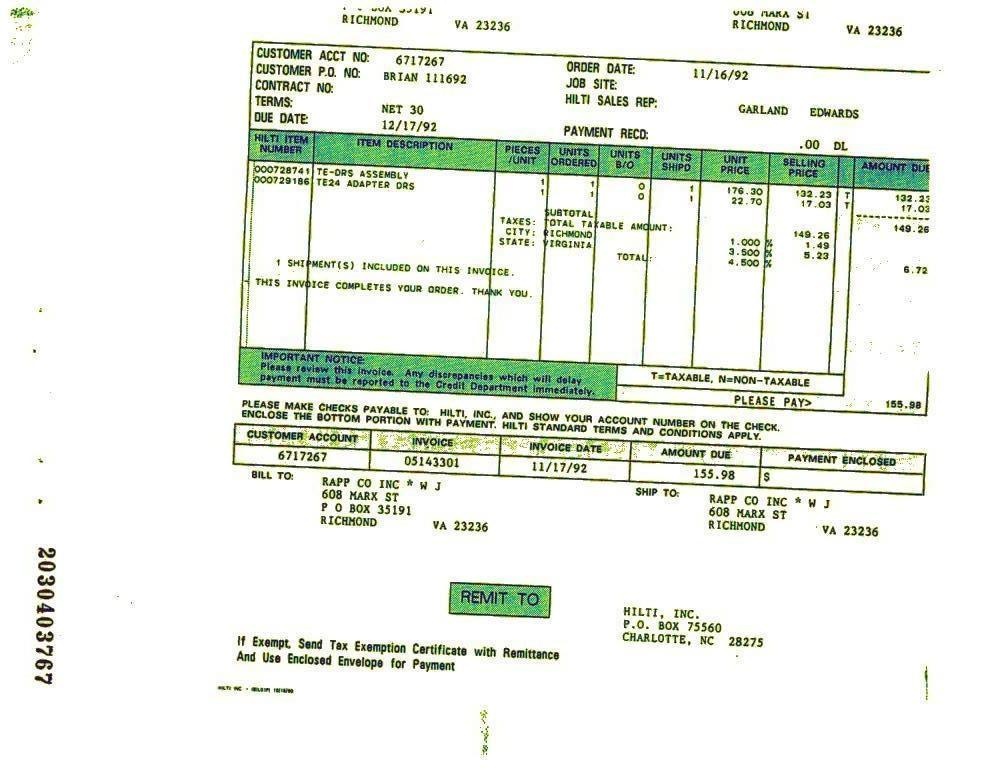 RICHMOND VA 23236
RICHMOND VA 23236
CUSTOMER ACCT NO: 6717267 ORDER DATE: 11/16/92
CUSTOMER P.O. NO: BRIAN 111692 JOB SITE:
CONTRACT NO: HILTI SALES REP: GARLAND EDWARDS
TERMS: NET 30
DUE DATE: 12/17/92 PAYMENT RECD: .00 DL
HILTI ITEM NUMBER ITEM DESCRIPTION PIECES /UNIT UNITS ORDERED UNITS B/O UNITS SHIPD UNIT PRICE SELLING PRICE AMOUNT DUE
000728741 TE-DRS ASSEMBLY 1 1 0 1 176.30 132.23 T 132.23
000729186 TE24 ADAPTER DRS 1 1 0 1 22.70 17.03 T 17.03
SUBTOTAL 149.26
TAXES: TOTAL TAXABLE AMOUNT: 149.26
CITY: RICHMOND 1.000 % 1.49
STATE: VIRGINIA 3.500 % 5.23
TOTAL: 4.500 % 6.72
1 SHIPMENT(S) INCLUDED ON THIS INVOICE.
THIS INVOICE COMPLETES YOUR ORDER. THANK YOU.
IMPORTANT NOTICE:
Please review this invoice. Any discrepancies which will delay
payment must be reported to the Credit Department immediately.
T=TAXABLE, N=NON-TAXABLE
PLEASE PAY> 155.98
PLEASE MAKE CHECKS PAYABLE TO: HILTI, INC., AND SHOW YOUR ACCOUNT NUMBER ON THE CHECK.
ENCLOSE THE BOTTOM PORTION WITH PAYMENT. HILTI STANDARD TERMS AND CONDITIONS APPLY.
CUSTOMER ACCOUNT INVOICE INVOICE DATE AMOUNT DUE PAYMENT ENCLOSED
6717267 05143301 11/17/92 155.98 $
BILL TO: RAPP CO INC * W J
608 MARX ST
P O BOX 35191
RICHMOND VA 23236
SHIP TO: RAPP CO INC * W J
608 MARX ST
RICHMOND VA 23236
REMIT TO
HILTI, INC.
P.O. BOX 75560
CHARLOTTE, NC 28275
If Exempt, Send Tax Exemption Certificate with Remittance
And Use Enclosed Envelope for Payment
2030403767